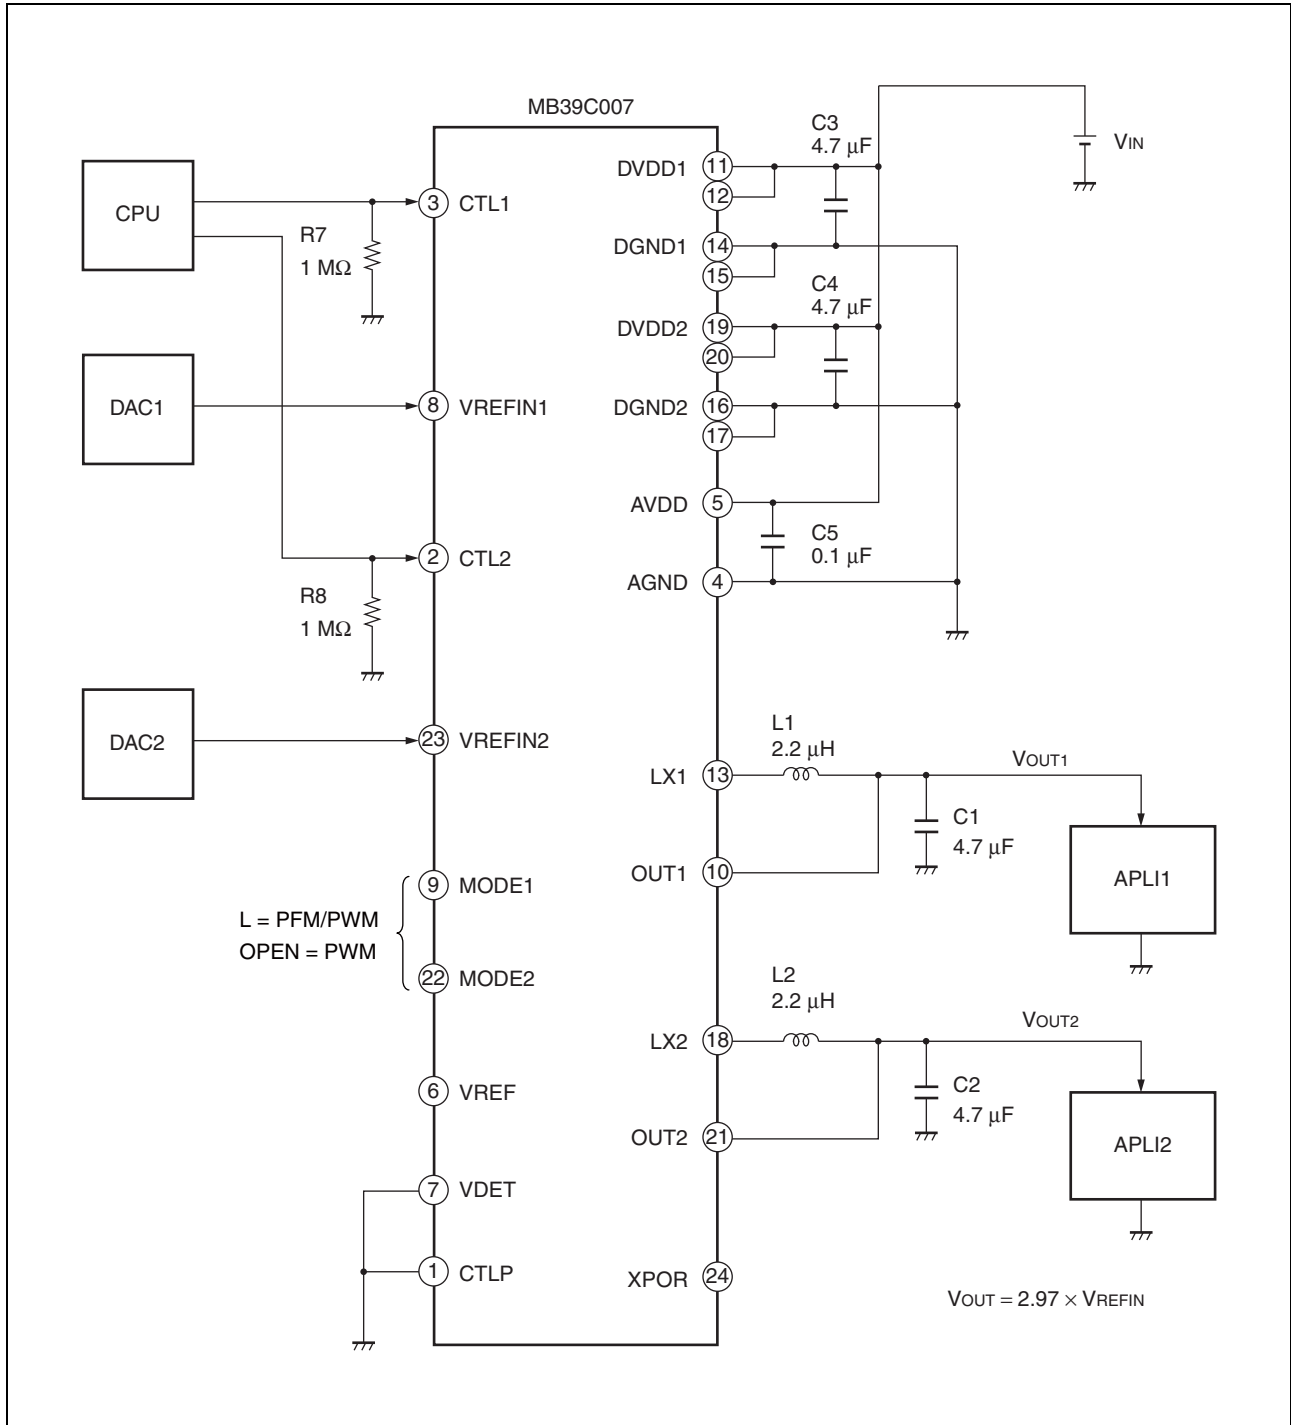 MB39C007
CPU
R7
1 MΩ
3 CTL1
DAC1
8 VREFIN1
2 CTL2
R8
1 MΩ
DAC2
23 VREFIN2
9 MODE1
L = PFM/PWM
OPEN = PWM
22 MODE2
6 VREF
7 VDET
1 CTLP
DVDD1 11
12
C3
4.7 μF
VIN
DGND1 14
15
C4
4.7 μF
DVDD2 19
20
DGND2 16
17
AVDD 5
C5
0.1 μF
AGND 4
L1
2.2 μH
LX1 13
VOUT1
C1
4.7 μF
OUT1 10
APLI1
L2
2.2 μH
LX2 18
VOUT2
C2
4.7 μF
OUT2 21
APLI2
XPOR 24
VOUT = 2.97 × VREFIN